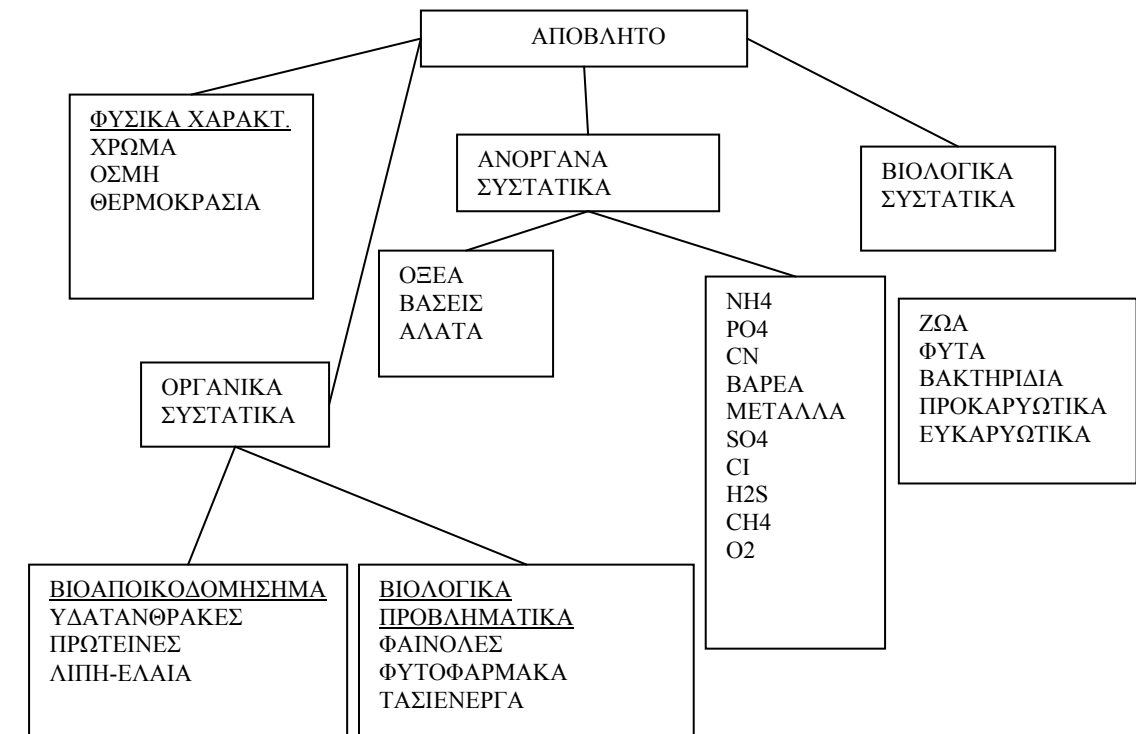 ΑΠΟΒΛΗΤΟ
ΦΥΣΙΚΑ ΧΑΡΑΚΤ.
ΧΡΩΜΑ
ΟΣΜΗ
ΘΕΡΜΟΚΡΑΣΙΑ
ΑΝΟΡΓΑΝΑ
ΣΥΣΤΑΤΙΚΑ
ΒΙΟΛΟΓΙΚΑ
ΣΥΣΤΑΤΙΚΑ
ΟΞΕΑ
ΒΑΣΕΙΣ
ΑΛΑΤΑ
NH4
PO4
CN
ΒΑΡΕΑ
ΜΕΤΑΛΛΑ
SO4
CI
H2S
CH4
O2
ΖΩΑ
ΦΥΤΑ
ΒΑΚΤΗΡΙΔΙΑ
ΠΡΟΚΑΡΥΩΤΙΚΑ
ΕΥΚΑΡΥΩΤΙΚΑ
ΟΡΓΑΝΙΚΑ
ΣΥΣΤΑΤΙΚΑ
ΒΙΟΑΠΟΙΚΟΔΟΜΗΣΗΜΑ
ΥΔΑΤΑΝΘΡΑΚΕΣ
ΠΡΩΤΕΙΝΕΣ
ΛΙΠΗ-ΕΛΑΙΑ
ΒΙΟΛΟΓΙΚΑ
ΠΡΟΒΛΗΜΑΤΙΚΑ
ΦΑΙΝΟΛΕΣ
ΦΥΤΟΦΑΡΜΑΚΑ
ΤΑΣΙΕΝΕΡΓΑ